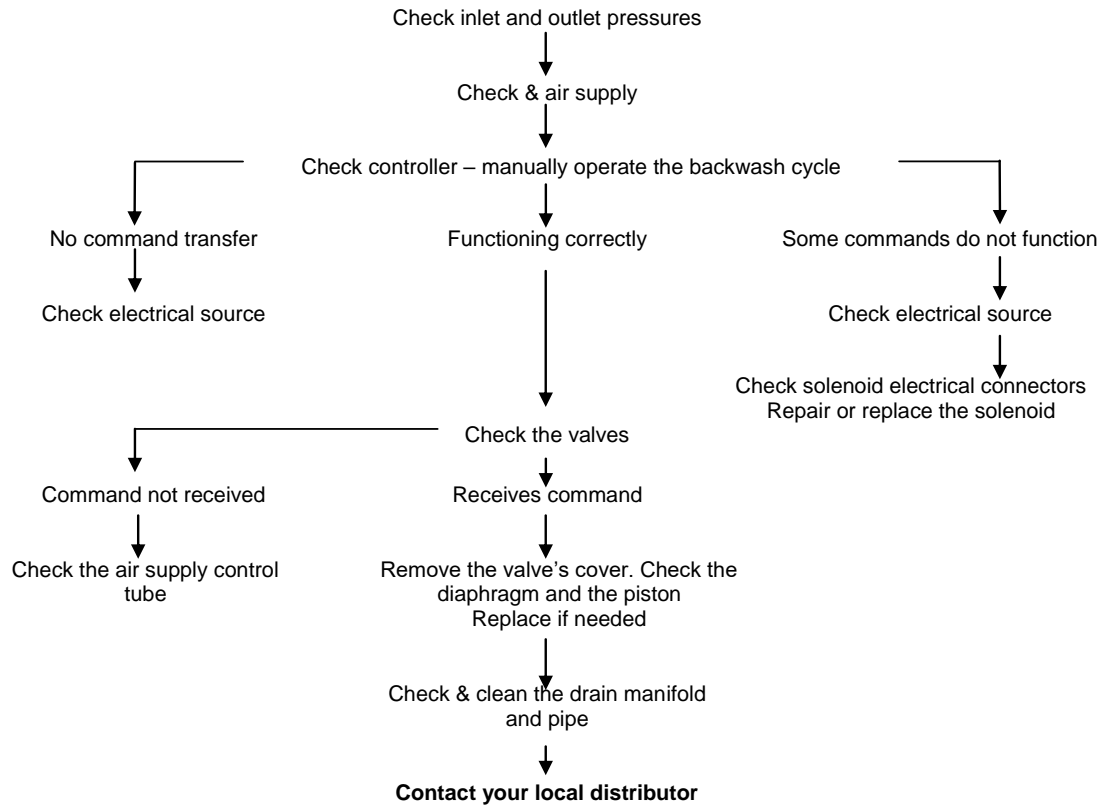 Check inlet and outlet pressures
Check & air supply
Check controller – manually operate the backwash cycle
No command transfer
Functioning correctly
Some commands do not function
Check electrical source
Check electrical source
Check solenoid electrical connectors
Repair or replace the solenoid
Check the valves
Command not received
Receives command
Check the air supply control
tube
Remove the valve's cover. Check the
diaphragm and the piston
Replace if needed
Check & clean the drain manifold
and pipe
Contact your local distributor